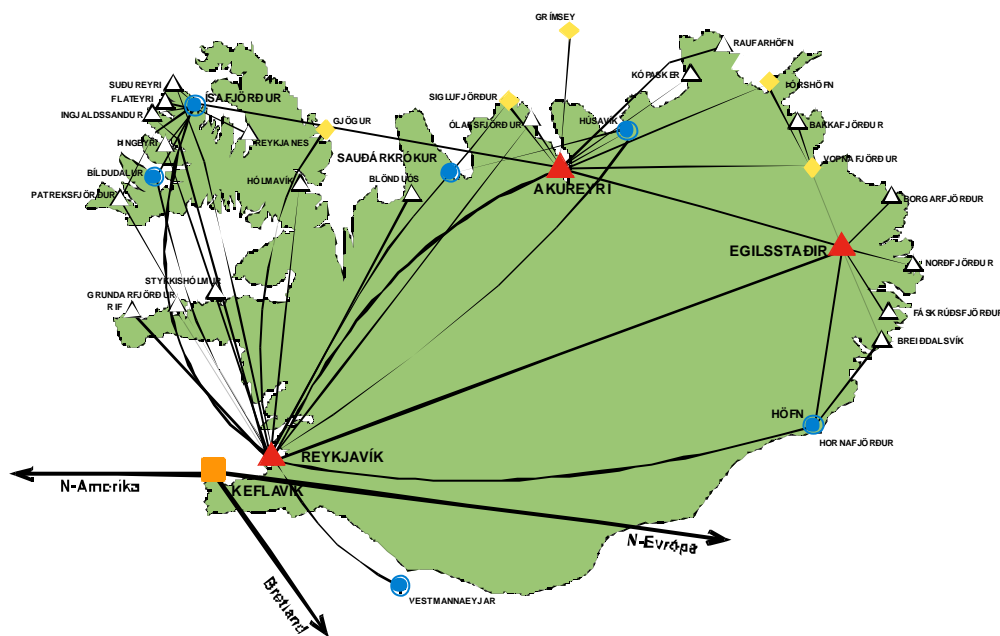 GRÍMSEY
RAUFARHÖFN
KÓPASKER
SUÐUREYRI
FLATEYRI
ÍSAFJÖRÐUR
INGJALDSSANDUR
SIGLUFJÖRÐUR
ÞÓRSHÖFN
GJÖGUR
ÓLAFSFJÖRÐUR
HÚSAVÍK
BAKKAFJÖRÐUR
ÞINGEYRI
REYKJANES
SAUÐÁRKRÓKUR
VOPNAFJÖRÐUR
BÍLDUDALUR
HÓLMAVÍK
BLÖNDUÓS
AKUREYRI
PATREKSFJÖRÐUR
BORGARFJÖRÐUR
EGILSSTAÐIR
NORÐFJÖRÐUR
STYKKISHÓLMUR
GRUNDARFJÖRÐUR
RIF
FÁSKRÚÐSFJÖRÐUR
BREIÐDALSVÍK
HÖFN
HORNAFJÖRÐUR
REYKJAVÍK
N-Ameríka
KEFLAVÍK
N-Evrópa
Bretland
VESTMANNAEYJAR